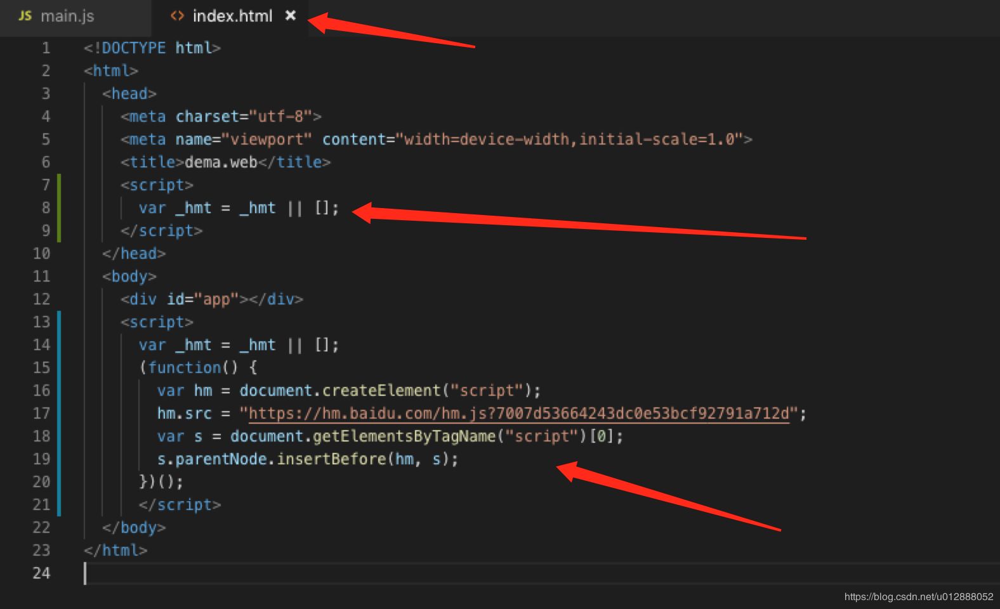 JS main.js <> index.html ×
1 <!DOCTYPE html>
2 <html>
3 <head>
4 <meta charset="utf-8">
5 <meta name="viewport" content="width=device-width,initial-scale=1.0">
6 <title>dema.web</title>
7 <script>
8 var _hmt = _hmt || [];
9 </script>
10 </head>
11 <body>
12 <div id="app"></div>
13 <script>
14 var _hmt = _hmt || [];
15 (function() {
16 var hm = document.createElement("script");
17 hm.src = "https://hm.baidu.com/hm.js?7007d53664243dc0e53bcf92791a712d";
18 var s = document.getElementsByTagName("script")[0];
19 s.parentNode.insertBefore(hm, s);
20 })();
21 </script>
22 </body>
23 </html>
24
https://blog.csdn.net/u012888052